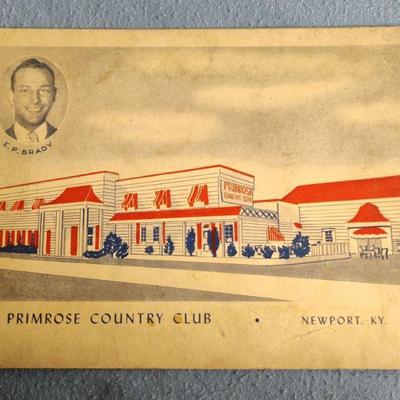 E. P. BRADY
PRIMROSE
COUNTRY CLUB
PRIMROSE COUNTRY CLUB • NEWPORT, KY.